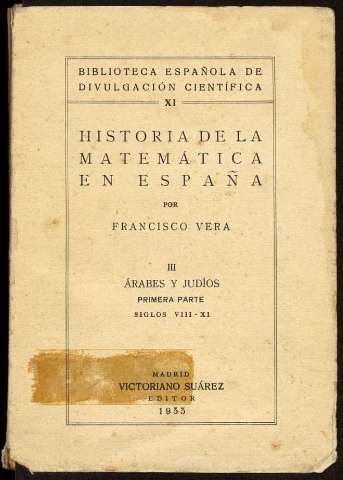 BIBLIOTECA ESPAÑOLA DE
DIVULGACIÓN CIENTÍFICA
XI
HISTORIA DE LA
MATEMÁTICA
EN ESPAÑA
POR
FRANCISCO VERA
III
ÁRABES Y JUDÍOS
PRIMERA PARTE
SIGLOS VIII-XI
MADRID
VICTORIANO SUÁREZ
EDITOR
1933